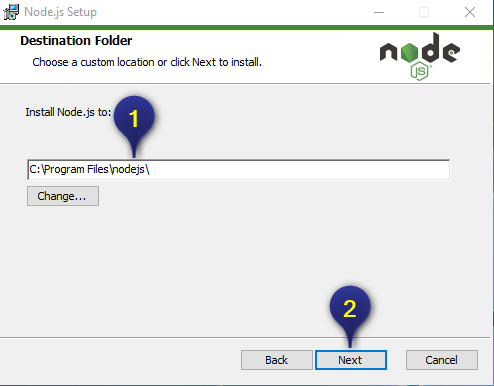 Node.js Setup
Destination Folder
Choose a custom location or click Next to install.
node
JS
Install Node.js to:
1
C:\Program Files\nodejs\
Change...
2
Back
Next
Cancel